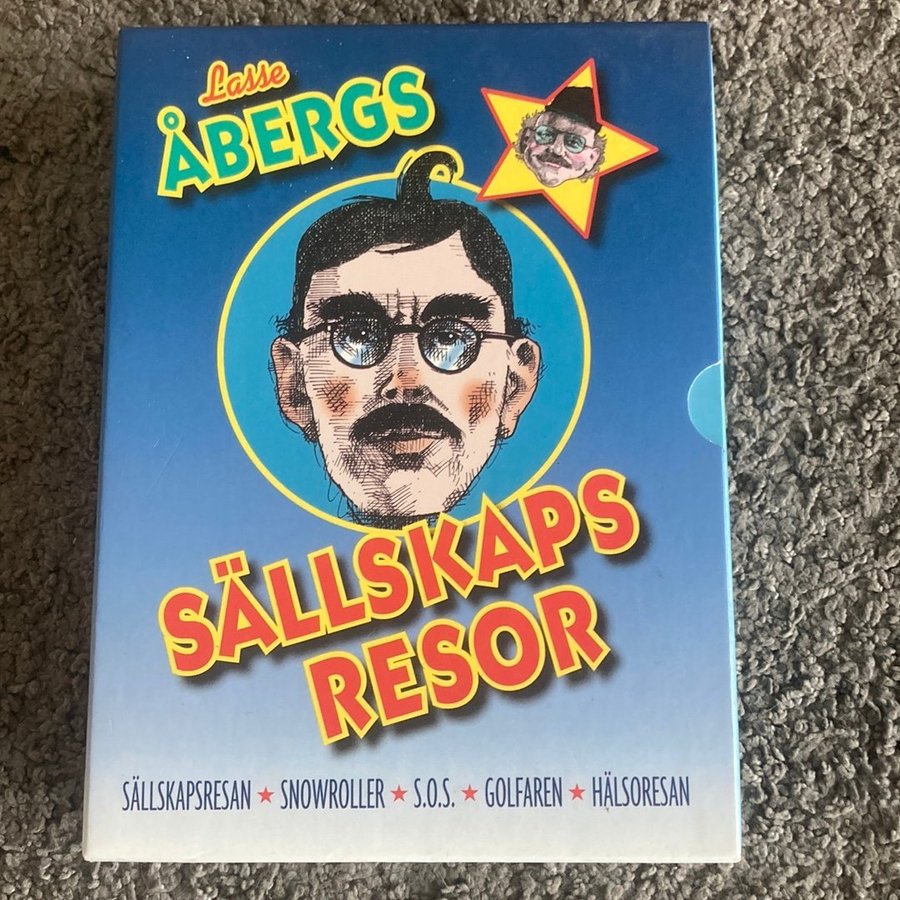 Lasse
ÅBERGS
SÄLLSKAPS
RESOR
SÄLLSKAPSRESAN ★ SNOWROLLER ★ S.O.S. ★ GOLFAREN ★ HÄLSORESAN